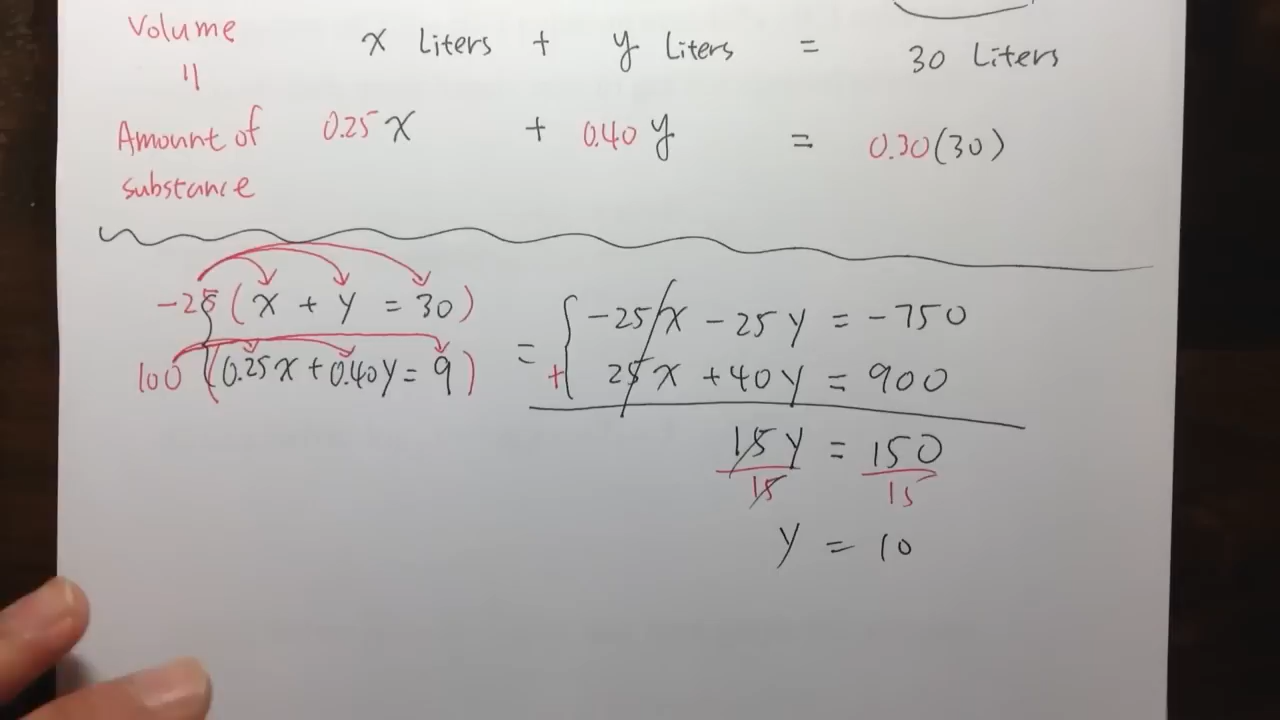 Volume x Liters + y Liters = 30 Liters
"
Amount of 0.25x + 0.40y = 0.30(30)
substance
-25(x + y = 30) = -25x - 25y = -750
100(0.25x + 0.40y = 9) + 25x + 40y = 900
15y = 150
15 15
y = 10